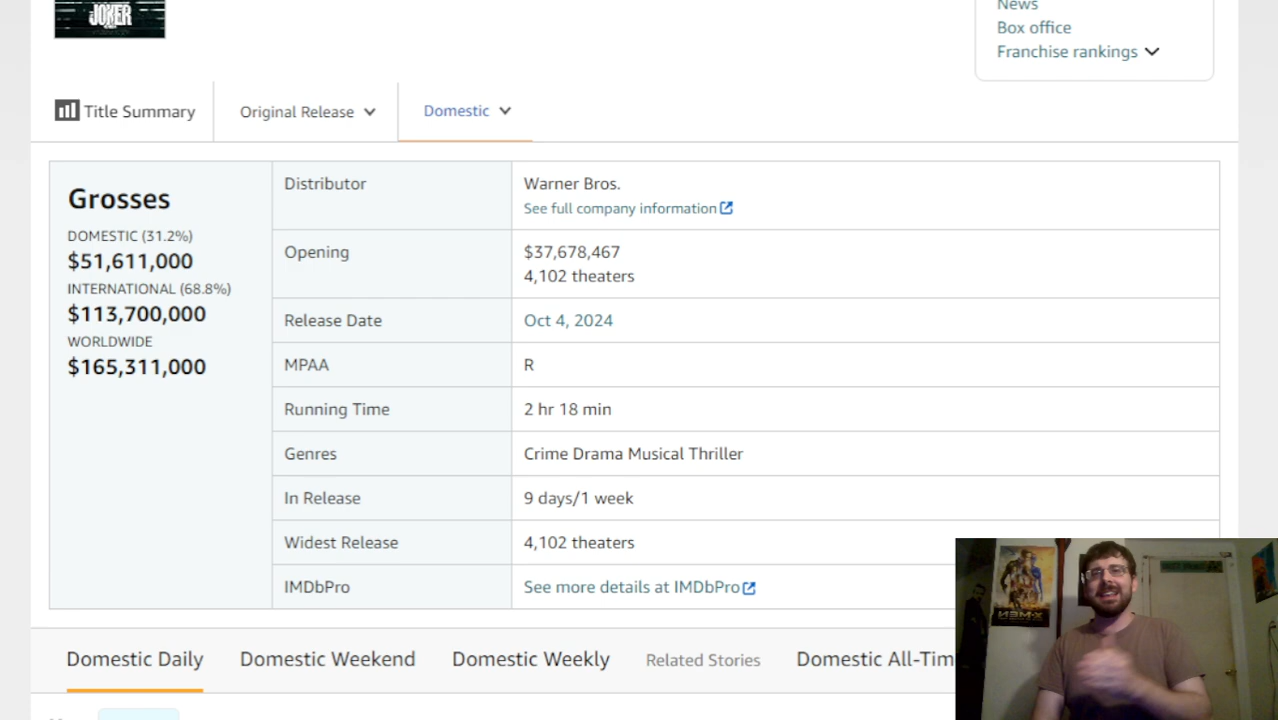 JOKER
News
Box office
Franchise rankings
Title Summary
Original Release
Domestic
Grosses
DOMESTIC (31.2%)
$51,611,000
INTERNATIONAL (68.8%)
$113,700,000
WORLDWIDE
$165,311,000
Distributor
Warner Bros.
See full company information
Opening
$37,678,467
4,102 theaters
Release Date
Oct 4, 2024
MPAA
R
Running Time
2 hr 18 min
Genres
Crime Drama Musical Thriller
In Release
9 days/1 week
Widest Release
4,102 theaters
IMDbPro
See more details at IMDbPro
X-MEN
Domestic Daily
Domestic Weekend
Domestic Weekly
Related Stories
Domestic All-Tim